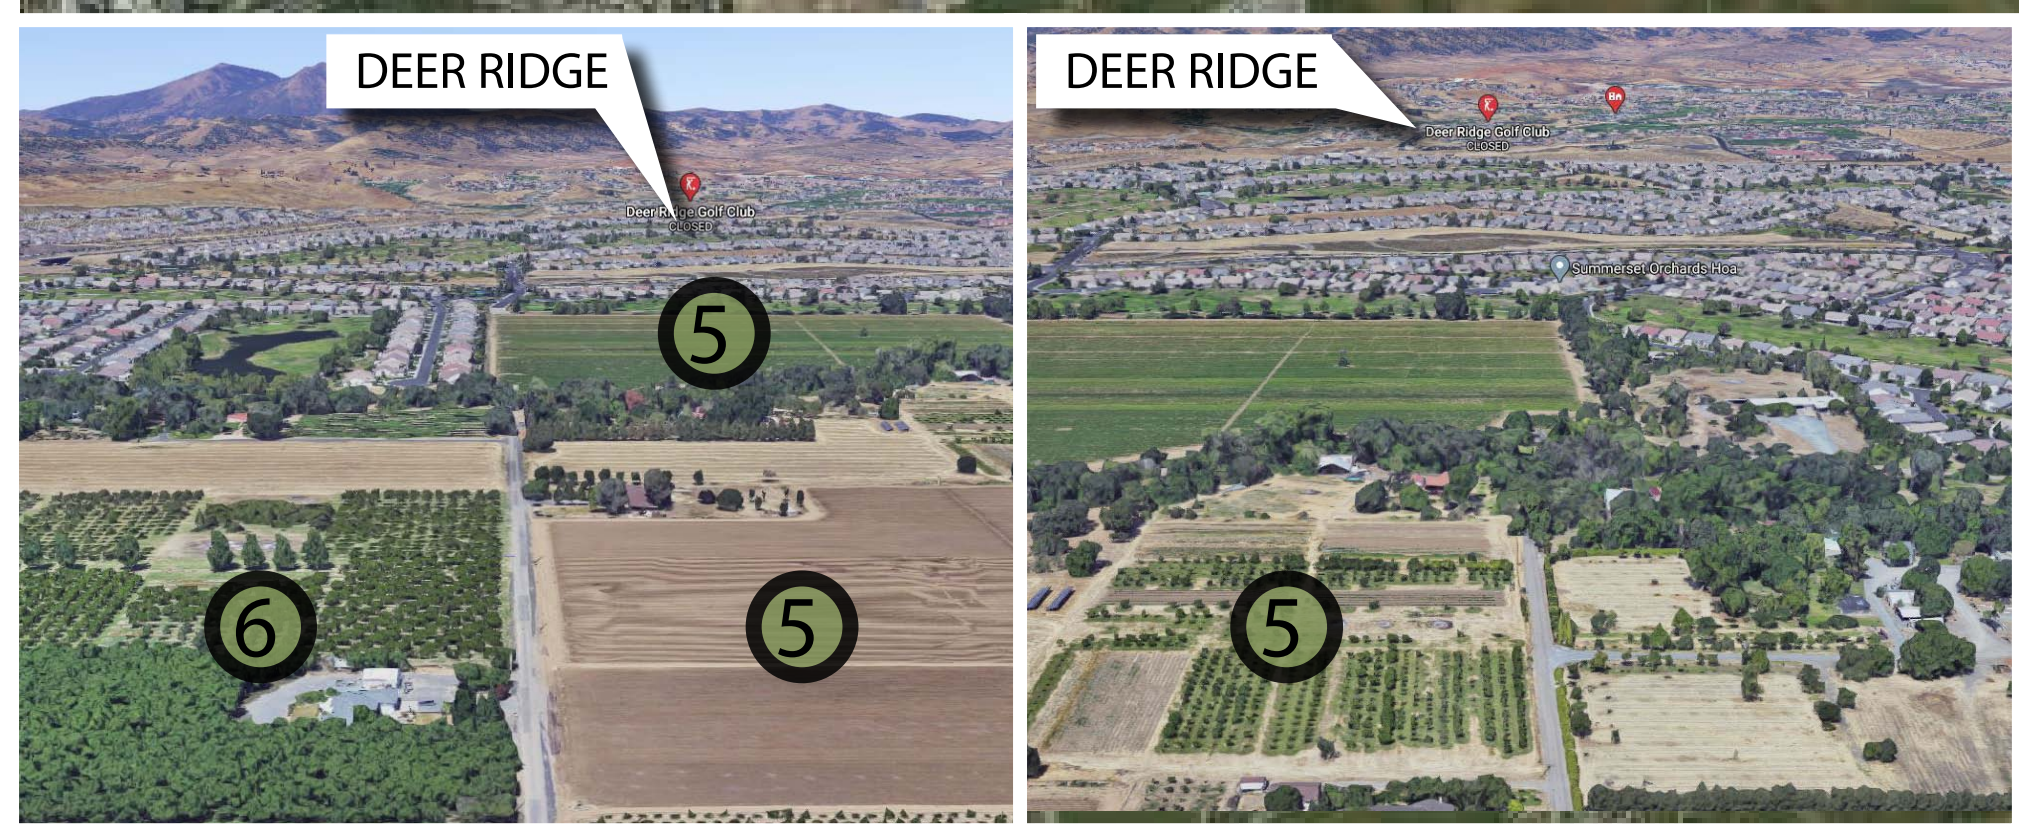 DEER RIDGE
Deer Ridge Golf Club
CLOSED
5
6
5
DEER RIDGE
Deer Ridge Golf Club
CLOSED
Summerset Orchards Hoa
5